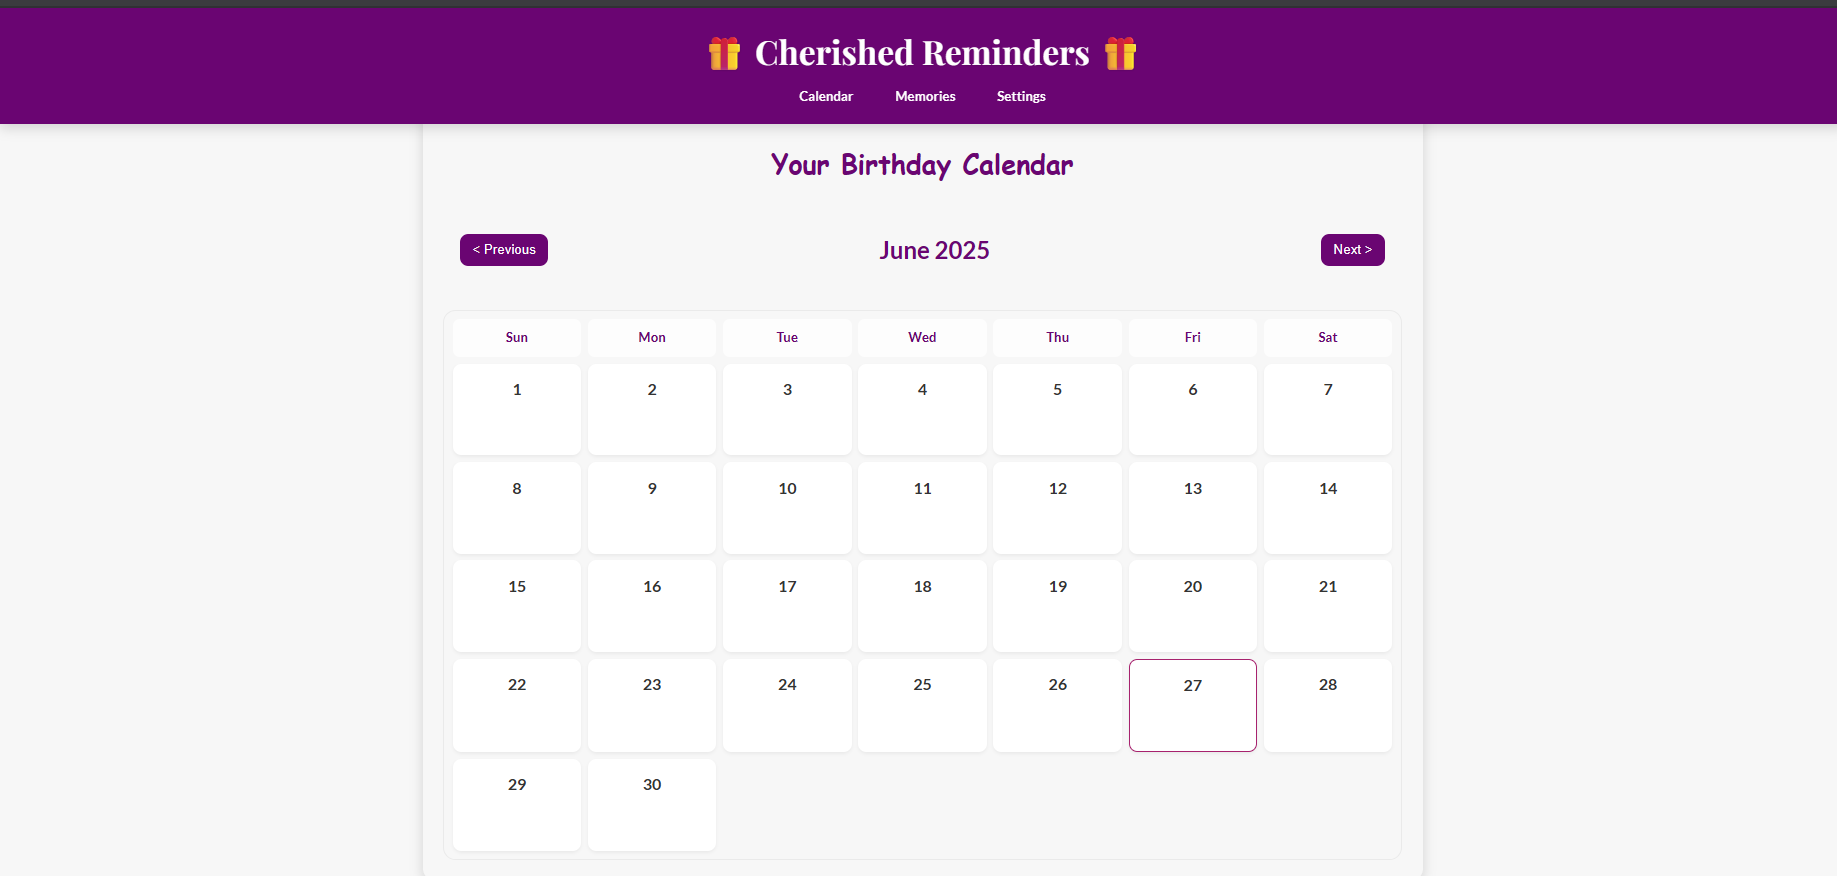 Cherished Reminders
Calendar Memories Settings
Your Birthday Calendar
< Previous June 2025 Next >
Sun Mon Tue Wed Thu Fri Sat
1 2 3 4 5 6 7
8 9 10 11 12 13 14
15 16 17 18 19 20 21
22 23 24 25 26 27 28
29 30